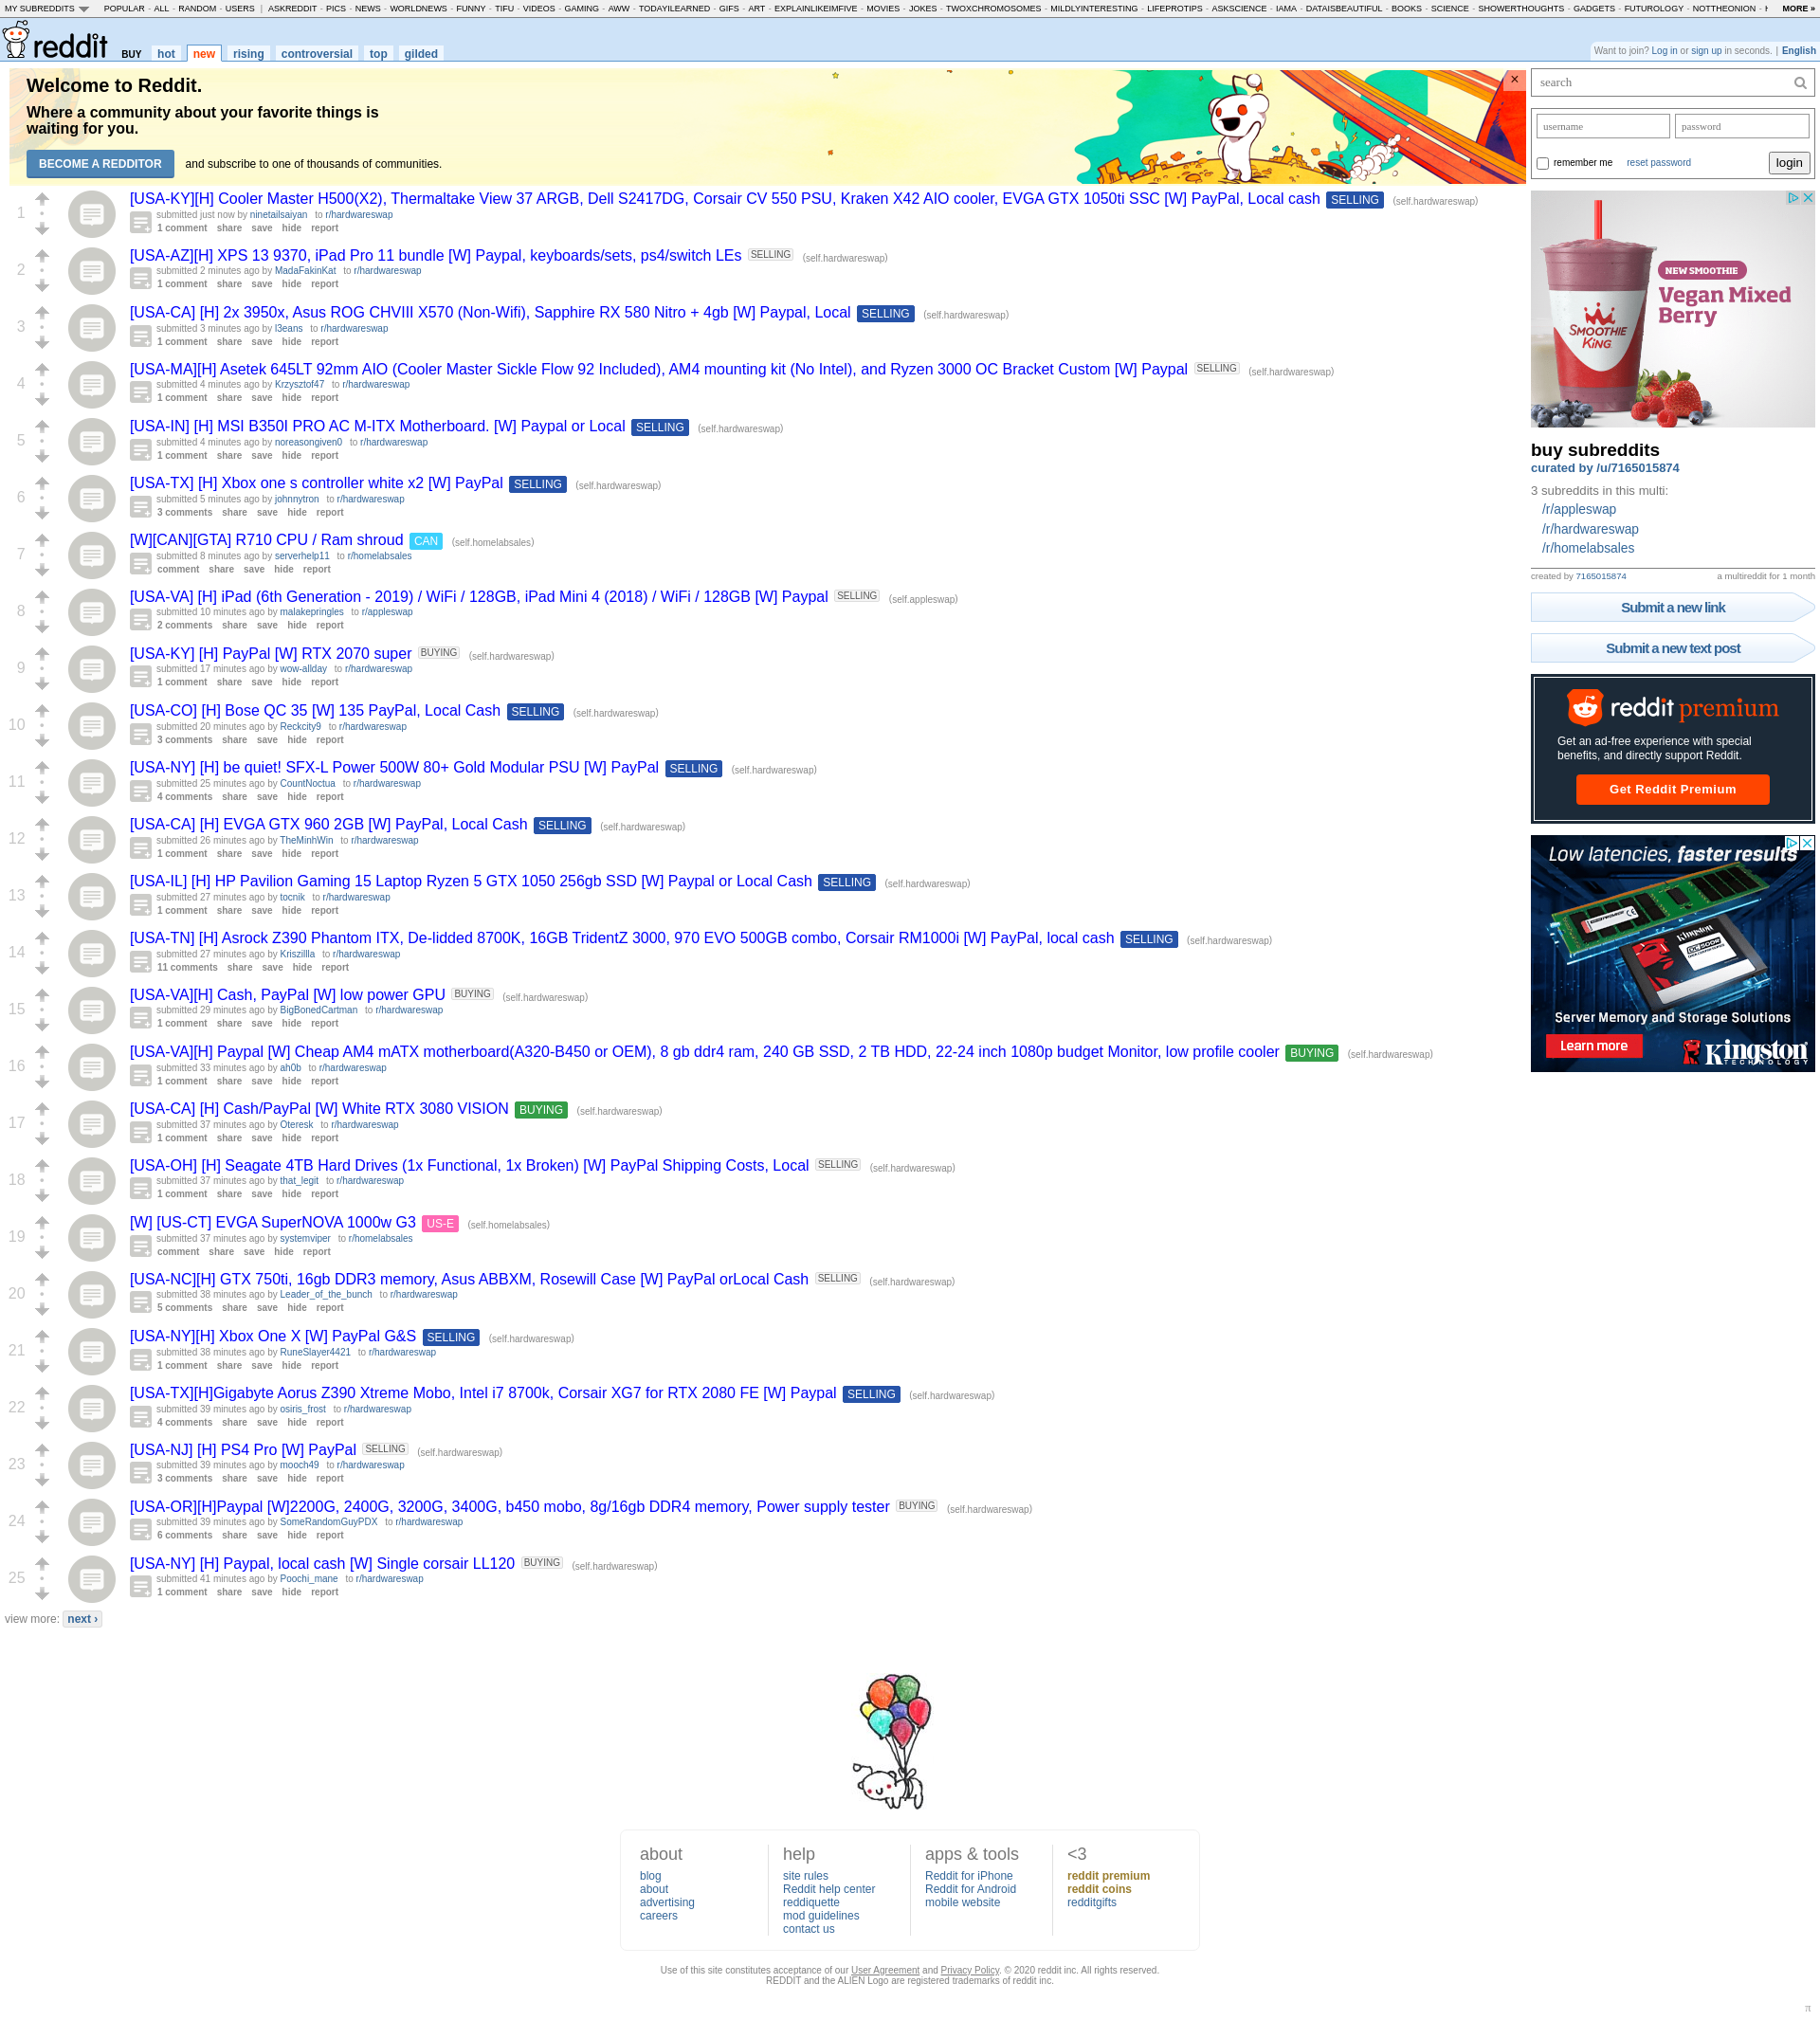 MY SUBREDDITS POPULAR - ALL - RANDOM - USERS | ASKREDDIT - PICS - NEWS - WORLDNEWS - FUNNY - TIFU - VIDEOS - GAMING - AWW - TODAYILEARNED - GIFS - ART - EXPLAINLIKEIMFIVE - MOVIES - JOKES - TWOXCHROMOSOMES - MILDLYINTERESTING - LIFEPROTIPS - ASKSCIENCE - IAMA - DATAISBEAUTIFUL - BOOKS - SCIENCE - SHOWERTHOUGHTS - GADGETS - FUTUROLOGY - NOTTHEONION - MORE »
reddit BUY hot new rising controversial top gilded
Want to join? Log in or sign up in seconds. | English
Welcome to Reddit.
Where a community about your favorite things is
waiting for you.
BECOME A REDDITOR and subscribe to one of thousands of communities.
1 [USA-KY][H] Cooler Master H500(X2), Thermaltake View 37 ARGB, Dell S2417DG, Corsair CV 550 PSU, Kraken X42 AIO cooler, EVGA GTX 1050ti SSC [W] PayPal, Local cash SELLING (self.hardwareswap)
submitted just now by ninetailsaiyan to r/hardwareswap
1 comment share save hide report
2 [USA-AZ][H] XPS 13 9370, iPad Pro 11 bundle [W] Paypal, keyboards/sets, ps4/switch LEs SELLING (self.hardwareswap)
submitted 2 minutes ago by MadaFakinKat to r/hardwareswap
1 comment share save hide report
3 [USA-CA] [H] 2x 3950x, Asus ROG CHVIII X570 (Non-Wifi), Sapphire RX 580 Nitro + 4gb [W] Paypal, Local SELLING (self.hardwareswap)
submitted 3 minutes ago by l3eans to r/hardwareswap
1 comment share save hide report
4 [USA-MA][H] Asetek 645LT 92mm AIO (Cooler Master Sickle Flow 92 Included), AM4 mounting kit (No Intel), and Ryzen 3000 OC Bracket Custom [W] Paypal SELLING (self.hardwareswap)
submitted 4 minutes ago by Krzysztof47 to r/hardwareswap
1 comment share save hide report
5 [USA-IN] [H] MSI B350I PRO AC M-ITX Motherboard. [W] Paypal or Local SELLING (self.hardwareswap)
submitted 4 minutes ago by noreasongiven0 to r/hardwareswap
1 comment share save hide report
6 [USA-TX] [H] Xbox one s controller white x2 [W] PayPal SELLING (self.hardwareswap)
submitted 5 minutes ago by johnnytron to r/hardwareswap
3 comments share save hide report
7 [W][CAN][GTA] R710 CPU / Ram shroud CAN (self.homelabsales)
submitted 8 minutes ago by serverhelp11 to r/homelabsales
comment share save hide report
8 [USA-VA] [H] iPad (6th Generation - 2019) / WiFi / 128GB, iPad Mini 4 (2018) / WiFi / 128GB [W] Paypal SELLING (self.appleswap)
submitted 10 minutes ago by malakepringles to r/appleswap
2 comments share save hide report
9 [USA-KY] [H] PayPal [W] RTX 2070 super BUYING (self.hardwareswap)
submitted 17 minutes ago by wow-allday to r/hardwareswap
1 comment share save hide report
10 [USA-CO] [H] Bose QC 35 [W] 135 PayPal, Local Cash SELLING (self.hardwareswap)
submitted 20 minutes ago by Reckcity9 to r/hardwareswap
3 comments share save hide report
11 [USA-NY] [H] be quiet! SFX-L Power 500W 80+ Gold Modular PSU [W] PayPal SELLING (self.hardwareswap)
submitted 25 minutes ago by CountNoctua to r/hardwareswap
4 comments share save hide report
12 [USA-CA] [H] EVGA GTX 960 2GB [W] PayPal, Local Cash SELLING (self.hardwareswap)
submitted 26 minutes ago by TheMinhWin to r/hardwareswap
1 comment share save hide report
13 [USA-IL] [H] HP Pavilion Gaming 15 Laptop Ryzen 5 GTX 1050 256gb SSD [W] Paypal or Local Cash SELLING (self.hardwareswap)
submitted 27 minutes ago by tocnik to r/hardwareswap
1 comment share save hide report
14 [USA-TN] [H] Asrock Z390 Phantom ITX, De-lidded 8700K, 16GB TridentZ 3000, 970 EVO 500GB combo, Corsair RM1000i [W] PayPal, local cash SELLING (self.hardwareswap)
submitted 27 minutes ago by Kriszillla to r/hardwareswap
11 comments share save hide report
15 [USA-VA][H] Cash, PayPal [W] low power GPU BUYING (self.hardwareswap)
submitted 29 minutes ago by BigBonedCartman to r/hardwareswap
1 comment share save hide report
16 [USA-VA][H] Paypal [W] Cheap AM4 mATX motherboard(A320-B450 or OEM), 8 gb ddr4 ram, 240 GB SSD, 2 TB HDD, 22-24 inch 1080p budget Monitor, low profile cooler BUYING (self.hardwareswap)
submitted 33 minutes ago by ah0b to r/hardwareswap
1 comment share save hide report
17 [USA-CA] [H] Cash/PayPal [W] White RTX 3080 VISION BUYING (self.hardwareswap)
submitted 37 minutes ago by Oteresk to r/hardwareswap
1 comment share save hide report
18 [USA-OH] [H] Seagate 4TB Hard Drives (1x Functional, 1x Broken) [W] PayPal Shipping Costs, Local SELLING (self.hardwareswap)
submitted 37 minutes ago by that_legit to r/hardwareswap
1 comment share save hide report
19 [W] [US-CT] EVGA SuperNOVA 1000w G3 US-E (self.homelabsales)
submitted 37 minutes ago by systemviper to r/homelabsales
comment share save hide report
20 [USA-NC][H] GTX 750ti, 16gb DDR3 memory, Asus ABBXM, Rosewill Case [W] PayPal orLocal Cash SELLING (self.hardwareswap)
submitted 38 minutes ago by Leader_of_the_bunch to r/hardwareswap
5 comments share save hide report
21 [USA-NY][H] Xbox One X [W] PayPal G&S SELLING (self.hardwareswap)
submitted 38 minutes ago by RuneSlayer4421 to r/hardwareswap
1 comment share save hide report
22 [USA-TX][H]Gigabyte Aorus Z390 Xtreme Mobo, Intel i7 8700k, Corsair XG7 for RTX 2080 FE [W] Paypal SELLING (self.hardwareswap)
submitted 39 minutes ago by osiris_frost to r/hardwareswap
4 comments share save hide report
23 [USA-NJ] [H] PS4 Pro [W] PayPal SELLING (self.hardwareswap)
submitted 39 minutes ago by mooch49 to r/hardwareswap
3 comments share save hide report
24 [USA-OR][H]Paypal [W]2200G, 2400G, 3200G, 3400G, b450 mobo, 8g/16gb DDR4 memory, Power supply tester BUYING (self.hardwareswap)
submitted 39 minutes ago by SomeRandomGuyPDX to r/hardwareswap
6 comments share save hide report
25 [USA-NY] [H] Paypal, local cash [W] Single corsair LL120 BUYING (self.hardwareswap)
submitted 41 minutes ago by Poochi_mane to r/hardwareswap
1 comment share save hide report
view more: next ›
search
username password
remember me reset password login
NEW SMOOTHIE
Vegan Mixed
Berry
SMOOTHIE
KING
buy subreddits
curated by /u/7165015874
3 subreddits in this multi:
/r/appleswap
/r/hardwareswap
/r/homelabsales
created by 7165015874 a multireddit for 1 month
Submit a new link
Submit a new text post
reddit premium
Get an ad-free experience with special
benefits, and directly support Reddit.
Get Reddit Premium
Low latencies, faster results
Kingston
Server Memory and Storage Solutions
Learn more
Kingston
TECHNOLOGY
about
blog
about
advertising
careers
help
site rules
Reddit help center
reddiquette
mod guidelines
contact us
apps & tools
Reddit for iPhone
Reddit for Android
mobile website
<3
reddit premium
reddit coins
redditgifts
Use of this site constitutes acceptance of our User Agreement and Privacy Policy. © 2020 reddit inc. All rights reserved.
REDDIT and the ALIEN Logo are registered trademarks of reddit inc.
π